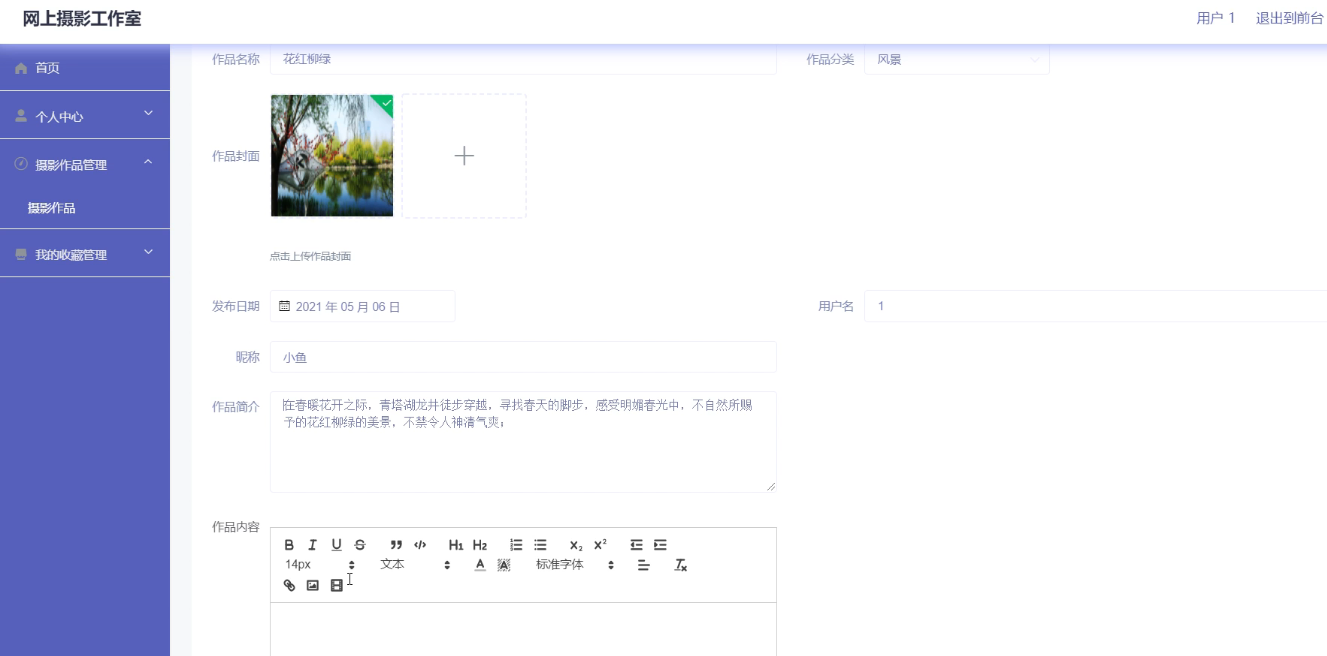 网上摄影工作室
用户 1 退出到前台
首页
个人中心
摄影作品管理
摄影作品
我的收藏管理
作品名称 花红柳绿 作品分类 风景
作品封面
点击上传作品封面
发布日期 2021 年 05 月 06 日 用户名 1
昵称 小鱼
作品简介 在春暖花开之际，青塔湖龙井徒步穿越，寻找春天的脚步，感受明媚春光中，不自然所赐
予的花红柳绿的美景，不禁令人神清气爽；
作品内容
B I U S ” </> H1 H2 X₂ X²
14px 文本 A A 标准字体 Tx